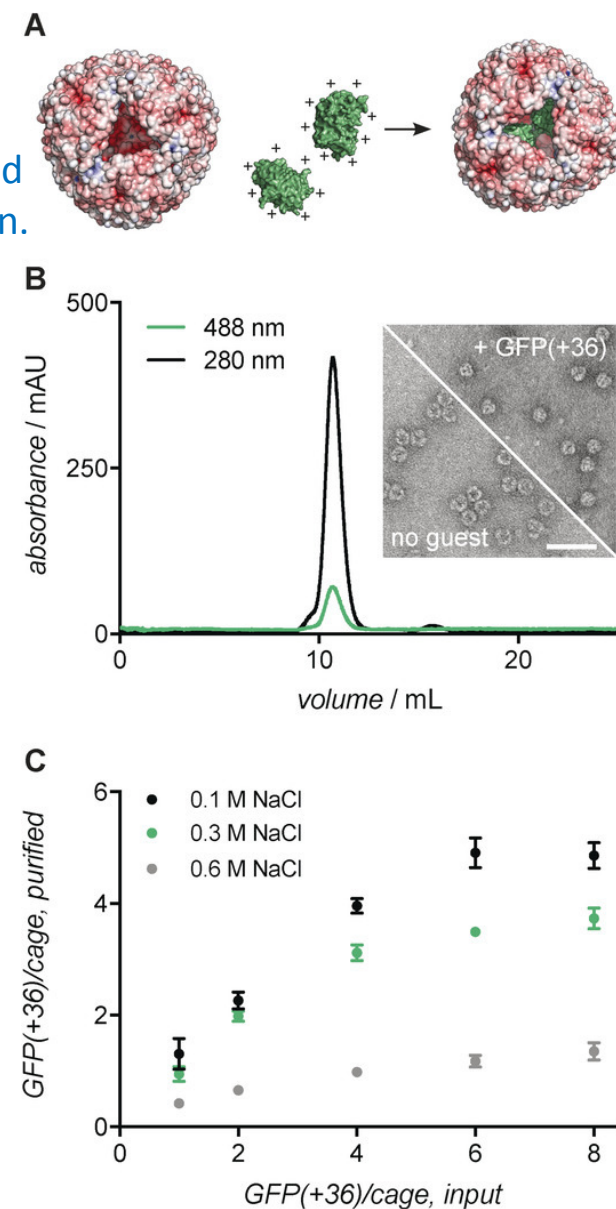 A
d
n.
+ + + + + + + +
+ + + + + + + +
B
500
488 nm
280 nm
+ GFP(+36)
250
absorbance / mAU
no guest
0
0 10 20
volume / mL
C
6
0.1 M NaCl
0.3 M NaCl
0.6 M NaCl
4
GFP(+36)/cage, purified
2
0
0 2 4 6 8
GFP(+36)/cage, input